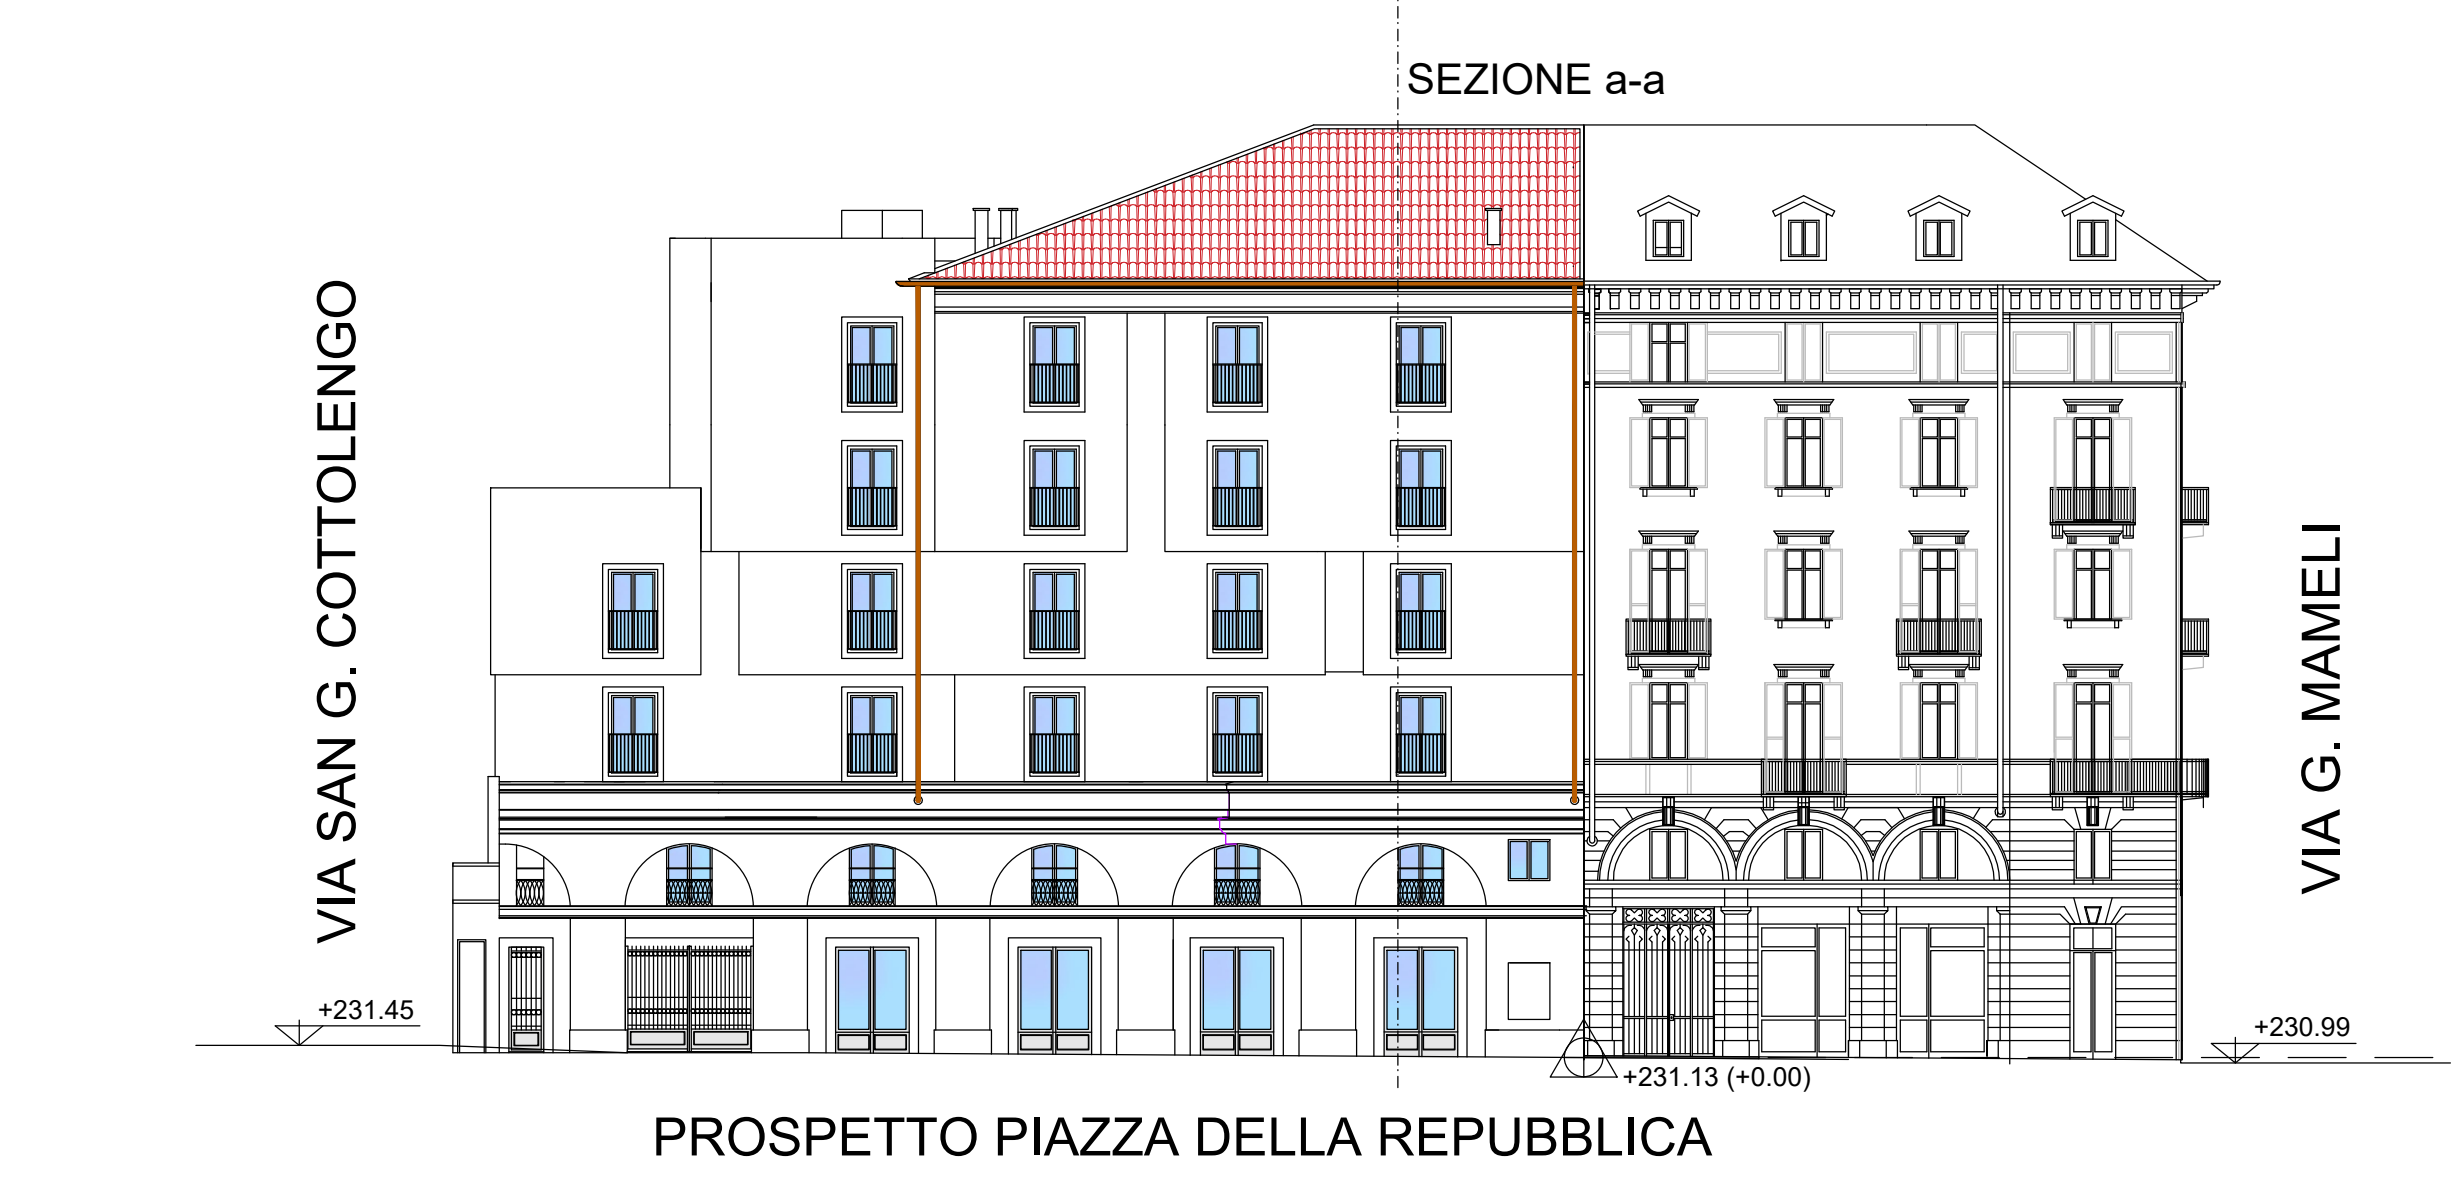 SEZIONE a-a
VIA SAN G. COTTOLENGO
VIA G. MAMELI
+231.45
+230.99
+231.13 (+0.00)
PROSPETTO PIAZZA DELLA REPUBBLICA